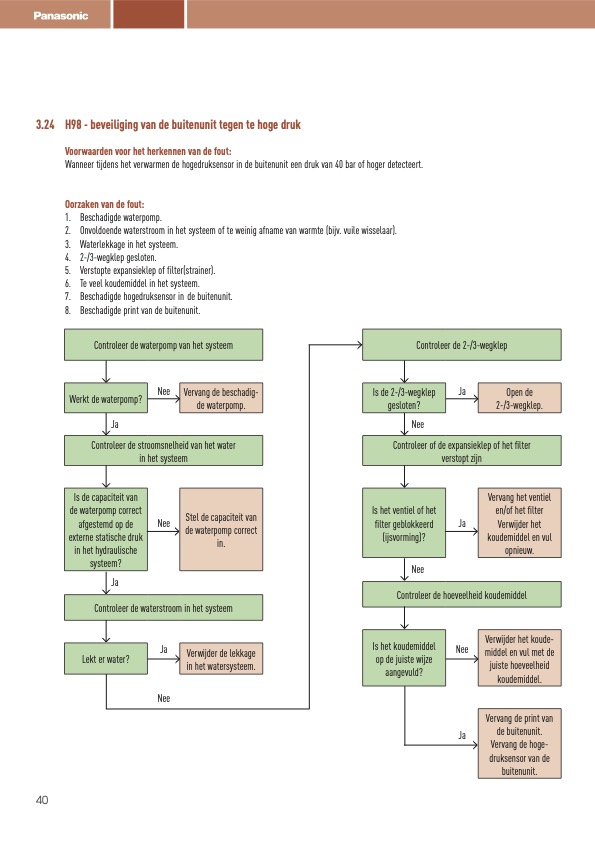 Panasonic
3.24 H98 - beveiliging van de buitenunit tegen te hoge druk
Voorwaarden voor het herkennen van de fout:
Wanneer tijdens het verwarmen de hogedruksensor in de buitenunit een druk van 40 bar of hoger detecteert.
Oorzaken van de fout:
1. Beschadigde waterpomp.
2. Onvoldoende waterstroom in het systeem of te weinig afname van warmte (bijv. vuile wisselaar).
3. Waterlekkage in het systeem.
4. 2-/3-wegklep gesloten.
5. Verstopte expansieklep of filter(strainer).
6. Te veel koudemiddel in het systeem.
7. Beschadigde hogedruksensor in de buitenunit.
8. Beschadigde print van de buitenunit.
Controleer de waterpomp van het systeem
Werkt de waterpomp?
Nee
Vervang de beschadig-
de waterpomp.
Ja
Controleer de stroomsnelheid van het water
in het systeem
Is de capaciteit van
de waterpomp correct
afgestemd op de
externe statische druk
in het hydraulische
systeem?
Nee
Stel de capaciteit van
de waterpomp correct
in.
Ja
Controleer de waterstroom in het systeem
Lekt er water?
Ja
Verwijder de lekkage
in het watersysteem.
Nee
Controleer de 2-/3-wegklep
Is de 2-/3-wegklep
gesloten?
Ja
Open de
2-/3-wegklep.
Nee
Controleer of de expansieklep of het filter
verstopt zijn
Is het ventiel of het
filter geblokkeerd
(ijsvorming)?
Ja
Vervang het ventiel
en/of het filter
Verwijder het
koudemiddel en vul
opnieuw.
Nee
Controleer de hoeveelheid koudemiddel
Is het koudemiddel
op de juiste wijze
aangevuld?
Nee
Verwijder het koude-
middel en vul met de
juiste hoeveelheid
koudemiddel.
Ja
Vervang de print van
de buitenunit.
Vervang de hoge-
druksensor van de
buitenunit.
40